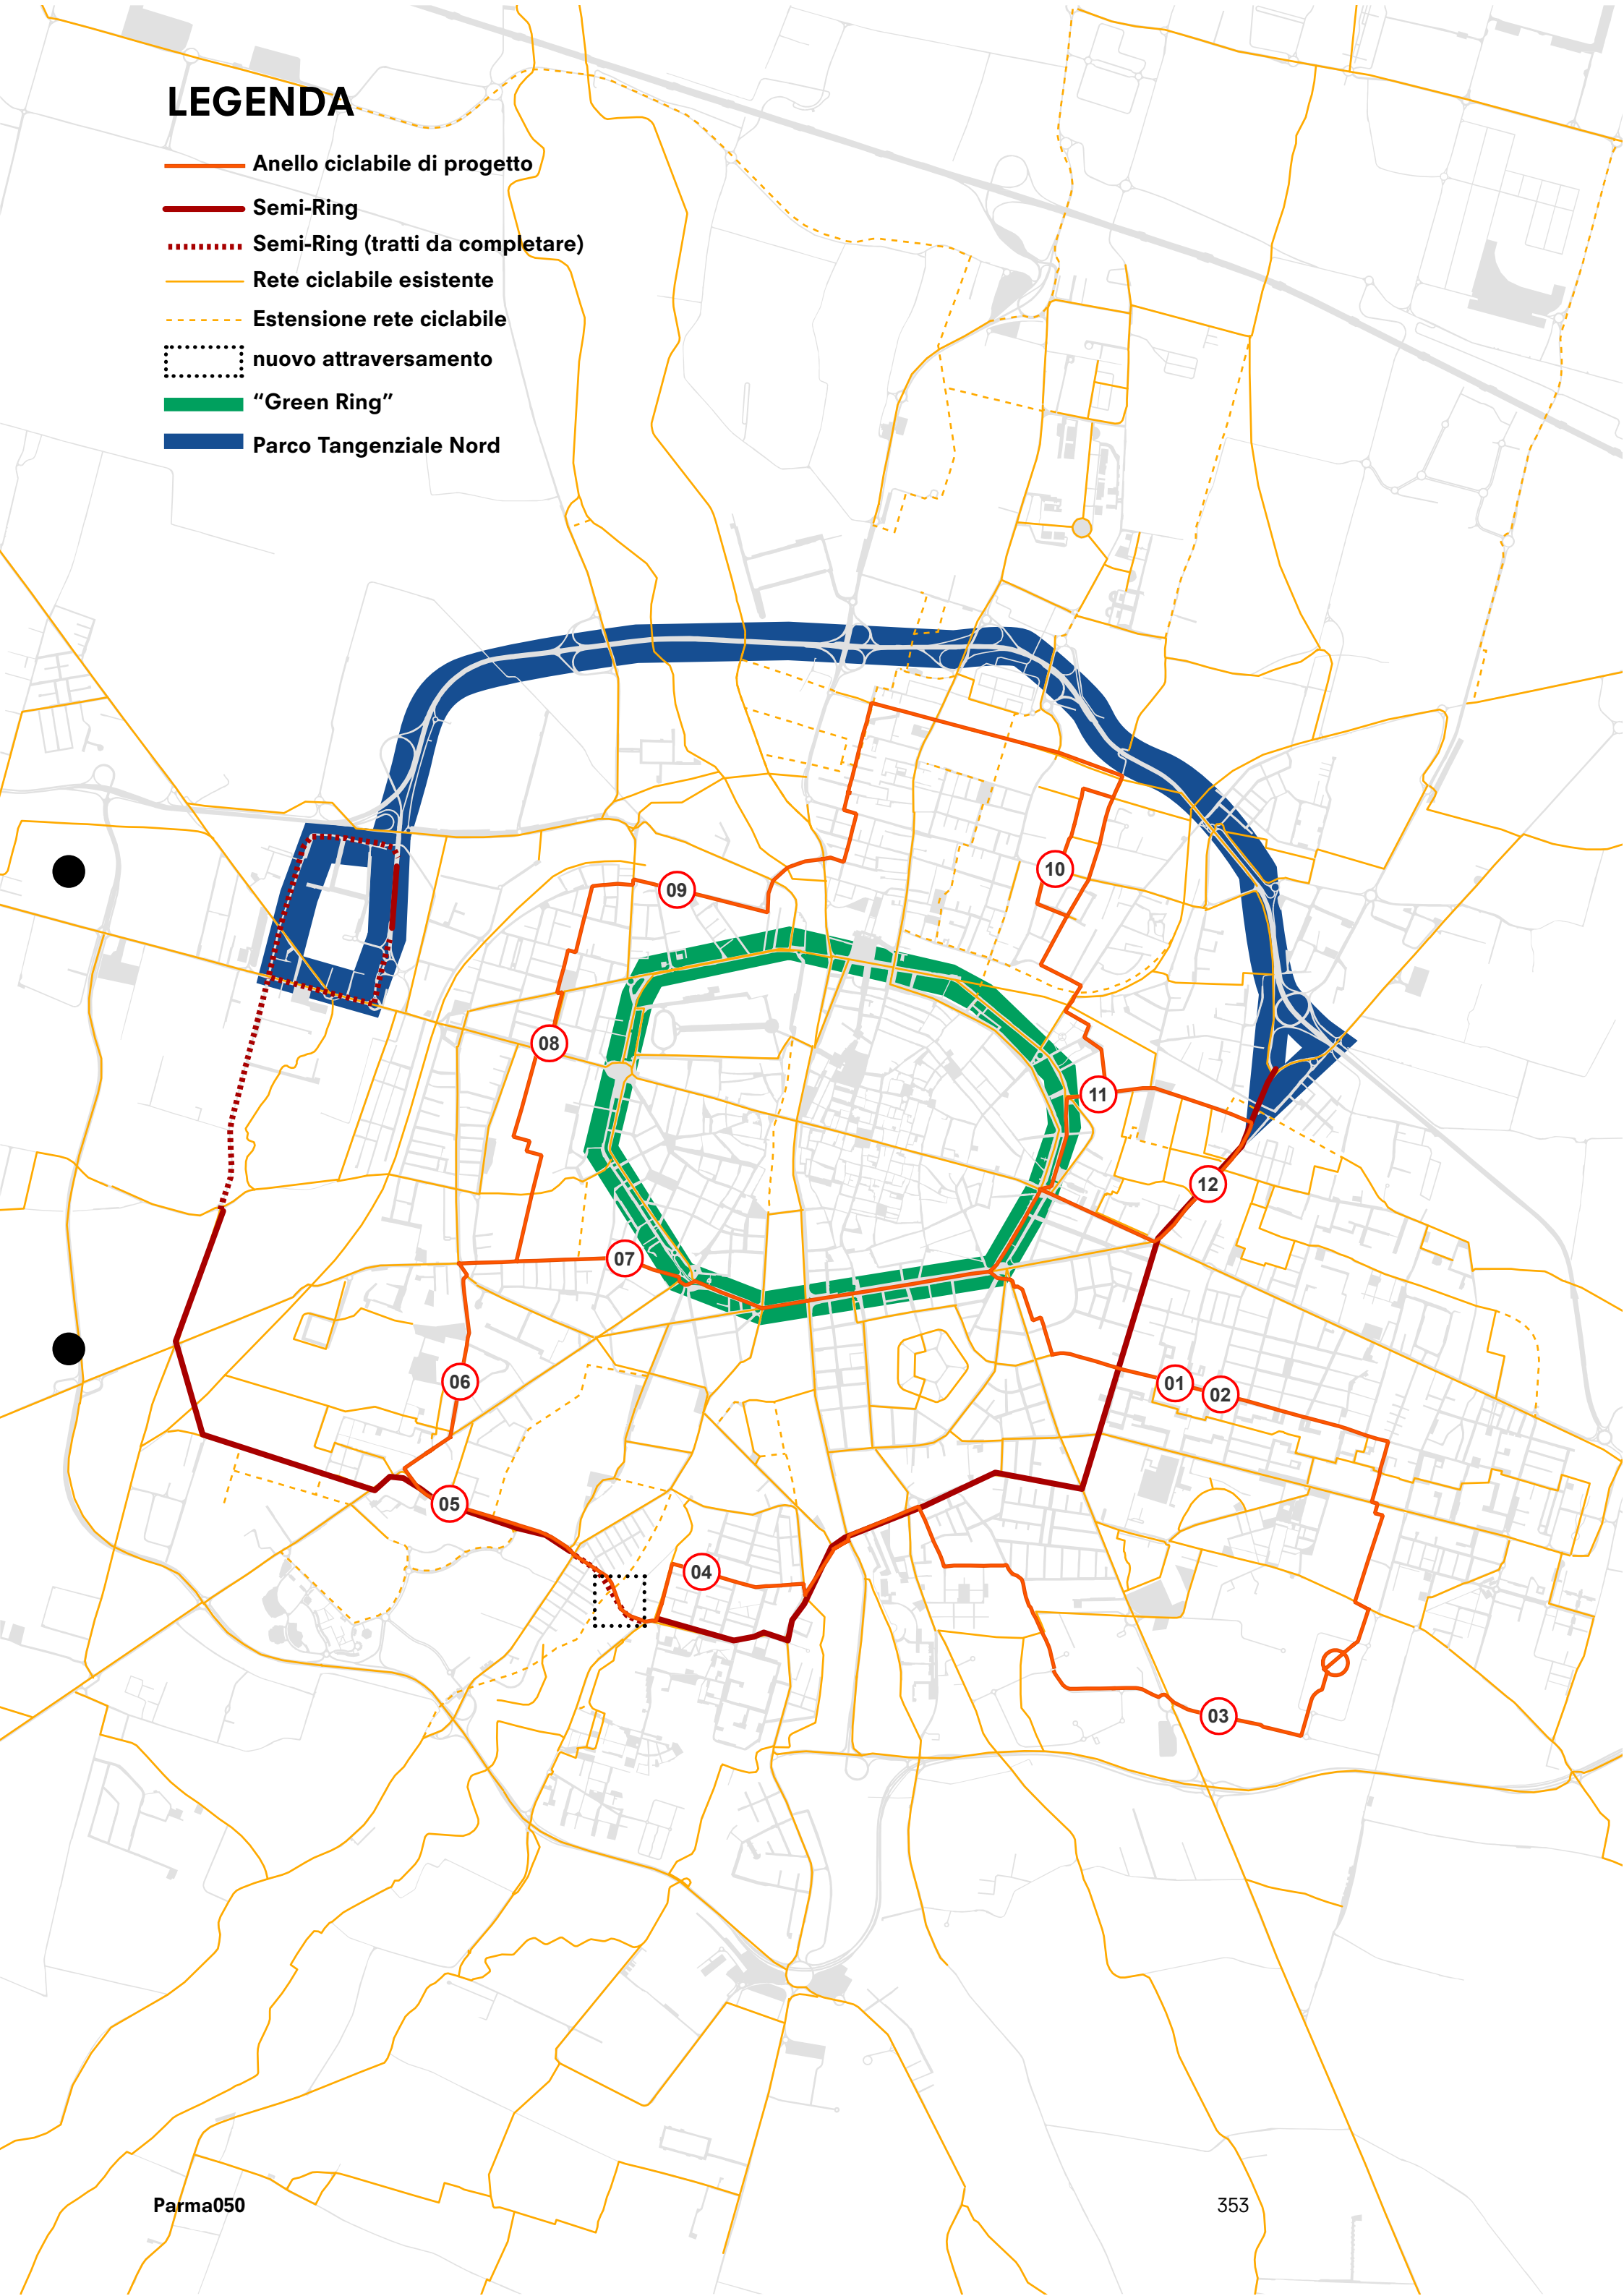 LEGENDA
Anello ciclabile di progetto
Semi-Ring
Semi-Ring (tratti da completare)
Rete ciclabile esistente
Estensione rete ciclabile
nuovo attraversamento
“Green Ring”
Parco Tangenziale Nord
10
09
08
11
12
07
01
02
06
05
04
03
Parma050
353